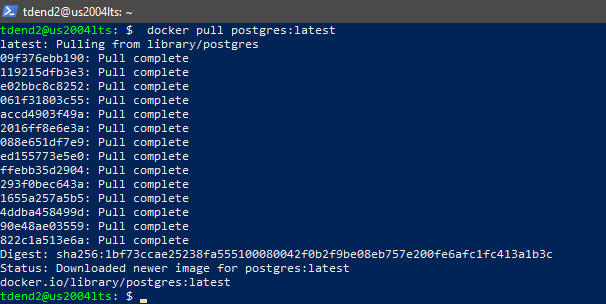 tdend2@us2004lts: ~
tdend2@us2004lts:~$  docker pull postgres:latest
latest: Pulling from library/postgres
09f376ebb190: Pull complete
119215dfb3e3: Pull complete
e02bbc8c8252: Pull complete
061f31803c55: Pull complete
accd4903f49a: Pull complete
2016ff8e6e3a: Pull complete
088e651df7e9: Pull complete
ed155773e5e0: Pull complete
ffebb35d2904: Pull complete
293f0bec643a: Pull complete
1655a257a5b5: Pull complete
4ddba458499d: Pull complete
90e48ae03559: Pull complete
822c1a513e6a: Pull complete
Digest: sha256:1bf73ccae25238fa555100080042f0b2f9be08eb757e200fe6afc1fc413a1b3c
Status: Downloaded newer image for postgres:latest
docker.io/library/postgres:latest
tdend2@us2004lts:~$